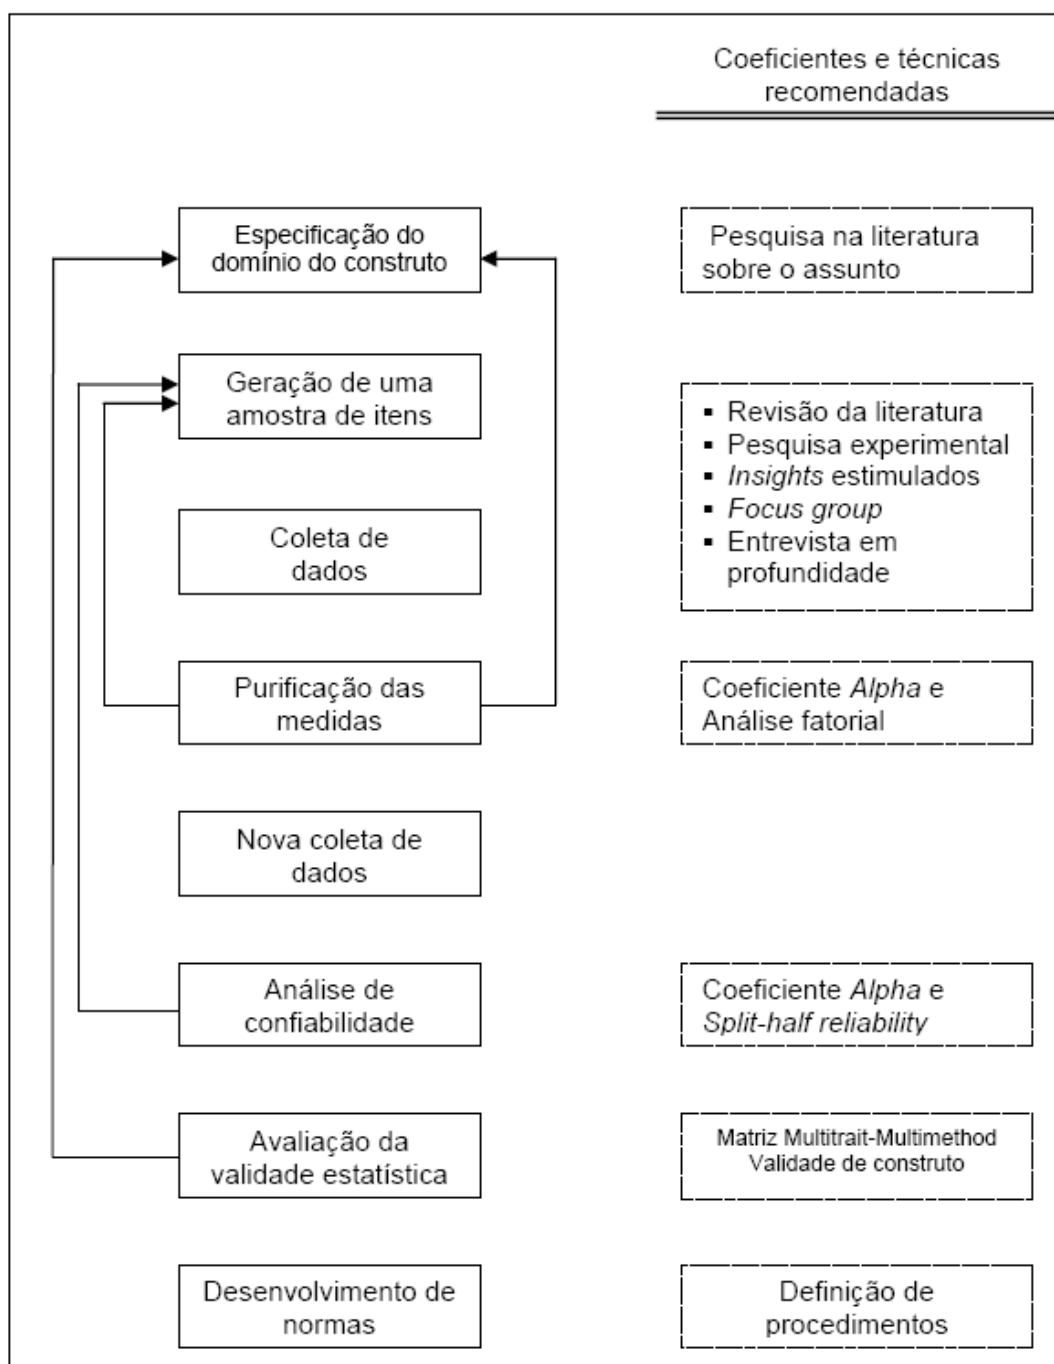 Coeficientes e técnicas
recomendadas
Especificação do
domínio do construto
Pesquisa na literatura
sobre o assunto
Geração de uma
amostra de itens
▪ Revisão da literatura
▪ Pesquisa experimental
▪ Insights estimulados
▪ Focus group
▪ Entrevista em
profundidade
Coleta de
dados
Purificação das
medidas
Coeficiente Alpha e
Análise fatorial
Nova coleta de
dados
Análise de
confiabilidade
Coeficiente Alpha e
Split-half reliability
Avaliação da
validade estatística
Matriz Multitrait-Multimethod
Validade de construto
Desenvolvimento de
normas
Definição de
procedimentos